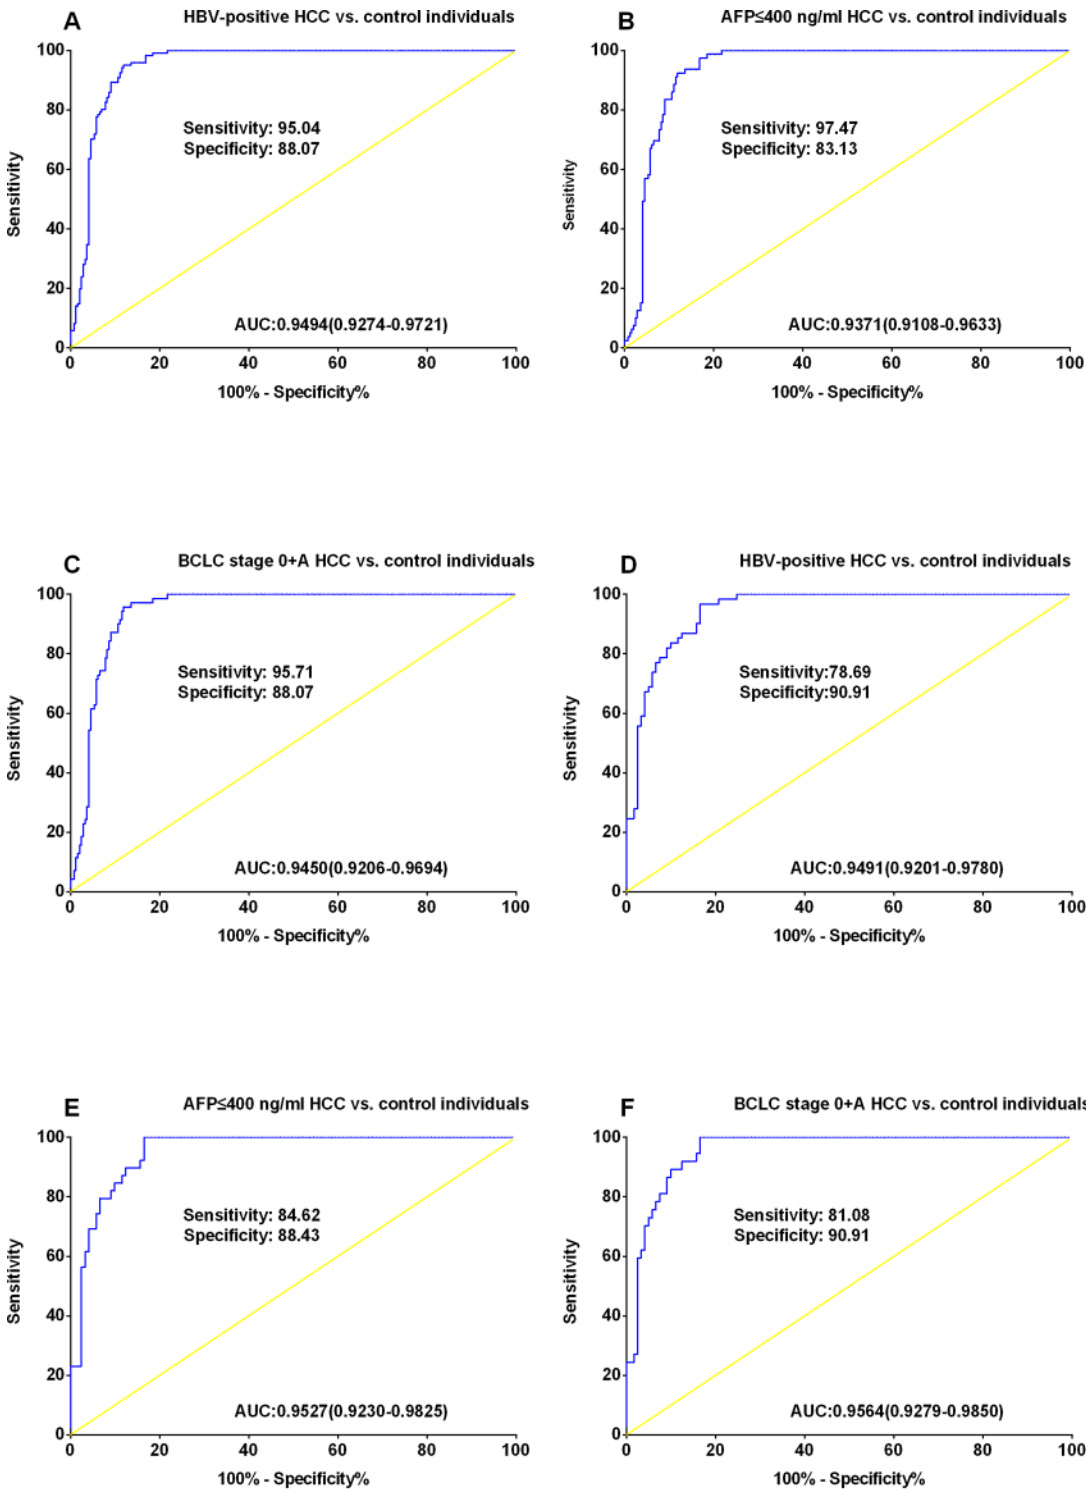 A
HBV-positive HCC vs. control individuals
100
80
60
40
20
0
Sensitivity
Sensitivity: 95.04
Specificity: 88.07
AUC:0.9494(0.9274-0.9721)
0 20 40 60 80 100
100% - Specificity%
B
AFP≤400 ng/ml HCC vs. control individuals
100
80
60
40
20
0
Sensitivity
Sensitivity: 97.47
Specificity: 83.13
AUC:0.9371(0.9108-0.9633)
0 20 40 60 80 100
100% - Specificity%
C
BCLC stage 0+A HCC vs. control individuals
100
80
60
40
20
0
Sensitivity
Sensitivity: 95.71
Specificity: 88.07
AUC:0.9450(0.9206-0.9694)
0 20 40 60 80 100
100% - Specificity%
D
HBV-positive HCC vs. control individuals
100
80
60
40
20
0
Sensitivity
Sensitivity:78.69
Specificity:90.91
AUC:0.9491(0.9201-0.9780)
0 20 40 60 80 100
100% - Specificity%
E
AFP≤400 ng/ml HCC vs. control individuals
100
80
60
40
20
0
Sensitivity
Sensitivity: 84.62
Specificity: 88.43
AUC:0.9527(0.9230-0.9825)
0 20 40 60 80 100
100% - Specificity%
F
BCLC stage 0+A HCC vs. control individuals
100
80
60
40
20
0
Sensitivity
Sensitivity: 81.08
Specificity: 90.91
AUC:0.9564(0.9279-0.9850)
0 20 40 60 80 100
100% - Specificity%